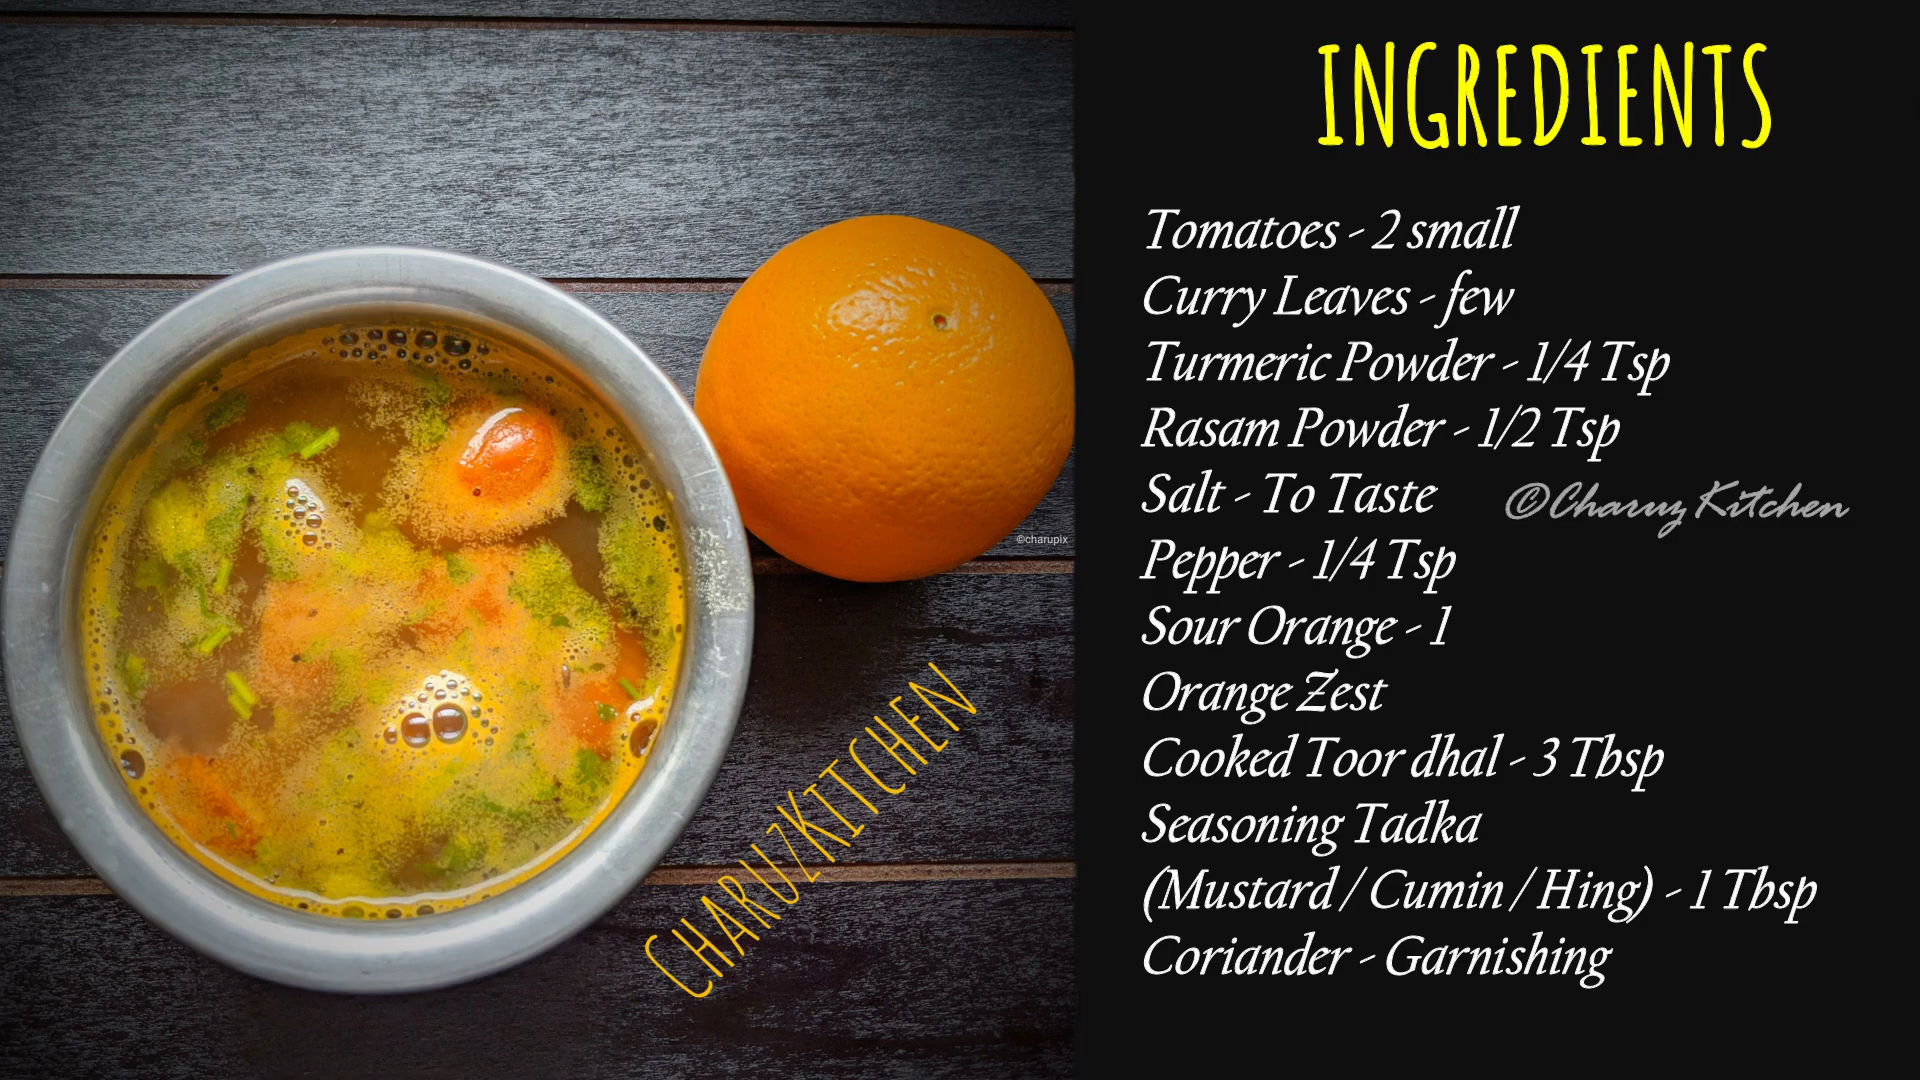 INGREDIENTS
Tomatoes - 2 small
Curry Leaves - few
Turmeric Powder - 1/4 Tsp
Rasam Powder - 1/2 Tsp
Salt - To Taste
©Charuz Kitchen
Pepper - 1/4 Tsp
Sour Orange - 1
Orange Zest
Cooked Toor dhal - 3 Tbsp
Seasoning Tadka
(Mustard / Cumin / Hing) - 1 Tbsp
Coriander - Garnishing
©charupix
CHARUZKITCHEN